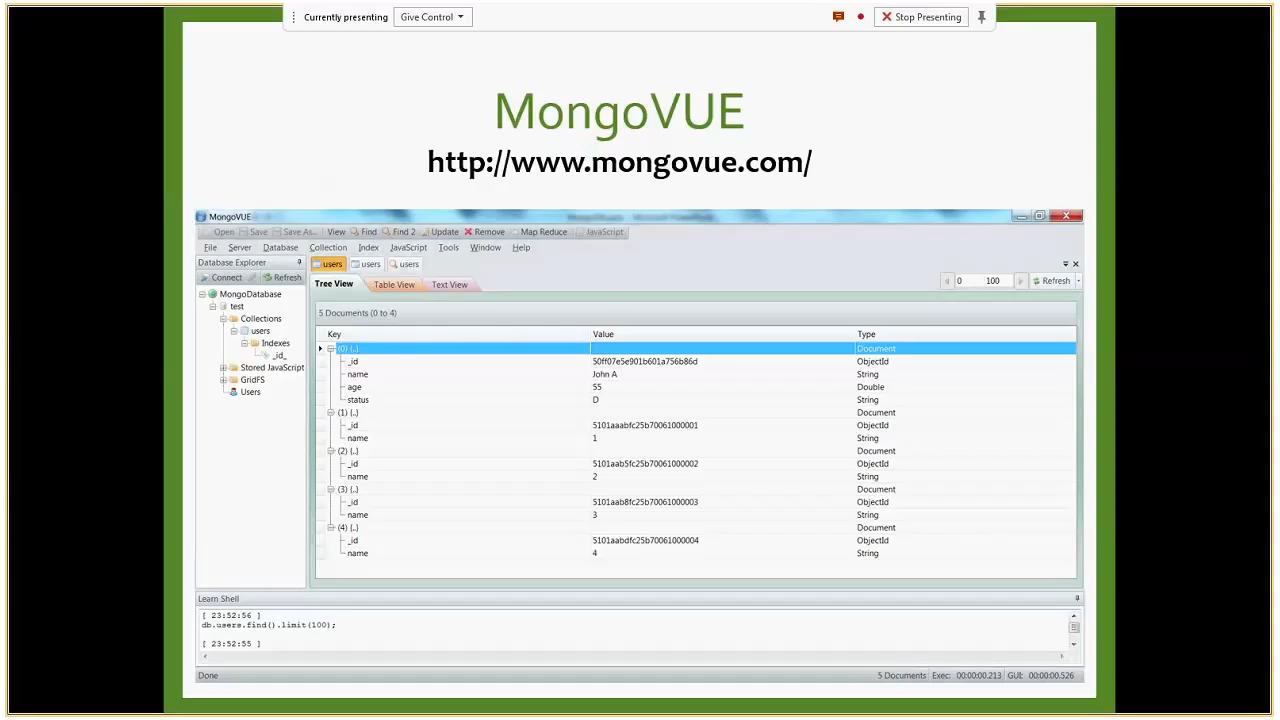 Currently presenting Give Control Stop Presenting
MongoVUE
http://www.mongovue.com/
MongoVUE
Open Save Save As... View Find Find 2 Update Remove Map Reduce JavaScript
File Server Database Collection Index JavaScript Tools Window Help
Database Explorer
users users users
Connect Refresh
Tree View Table View Text View 0 100 Refresh
MongoDatabase
test
Collections
users
Indexes
_id_
Stored JavaScript
GridFS
Users
5 Documents (0 to 4)
Key Value Type
(0) {..} Document
_id 50ff07e5e901b601a756b86d ObjectId
name John A String
age 55 Double
status D String
(1) {..} Document
_id 5101aaabfc25b70061000001 ObjectId
name 1 String
(2) {..} Document
_id 5101aab5fc25b70061000002 ObjectId
name 2 String
(3) {..} Document
_id 5101aab8fc25b70061000003 ObjectId
name 3 String
(4) {..} Document
_id 5101aabdfc25b70061000004 ObjectId
name 4 String
Learn Shell
[ 23:52:56 ]
db.users.find().limit(100);
[ 23:52:55 ]
Done 5 Documents Exec: 00:00:00.213 GUI: 00:00:00.526